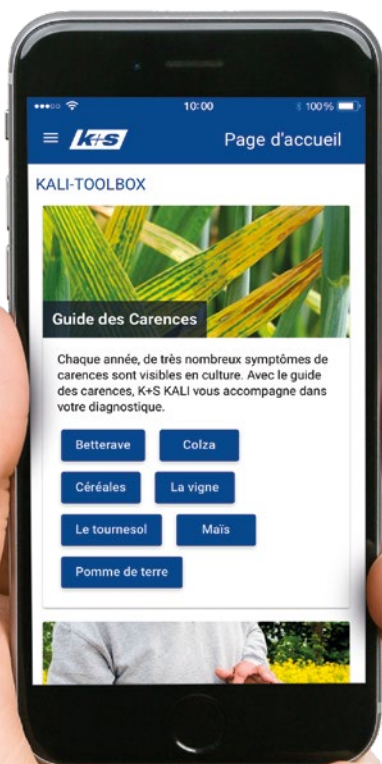 10:00
100%
K+S
Page d'accueil
KALI-TOOLBOX
Guide des Carences
Chaque année, de très nombreux symptômes de
carences sont visibles en culture. Avec le guide
des carences, K+S KALI vous accompagne dans
votre diagnostique.
Betterave Colza
Céréales La vigne
Le tournesol Maïs
Pomme de terre